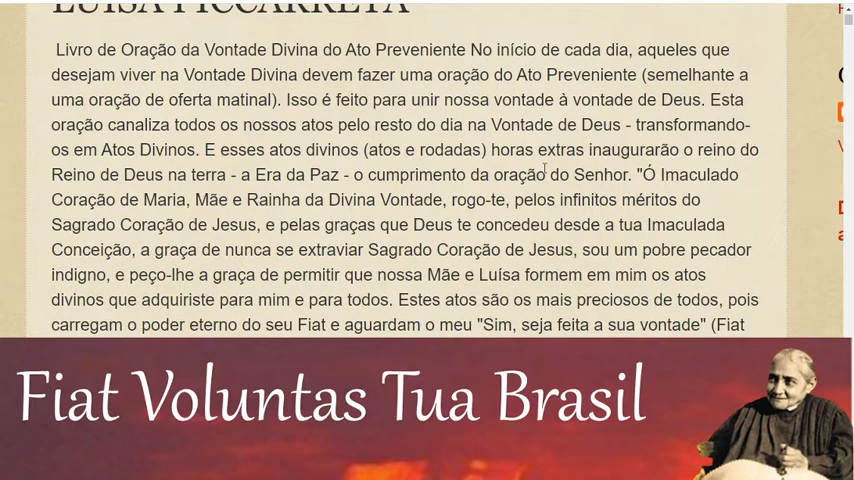 LUISA PICCARRETA
Livro de Oração da Vontade Divina do Ato Preveniente No início de cada dia, aqueles que
desejam viver na Vontade Divina devem fazer uma oração do Ato Preveniente (semelhante a
uma oração de oferta matinal). Isso é feito para unir nossa vontade à vontade de Deus. Esta
oração canaliza todos os nossos atos pelo resto do dia na Vontade de Deus - transformando-
os em Atos Divinos. E esses atos divinos (atos e rodadas) horas extras inaugurarão o reino do
Reino de Deus na terra - a Era da Paz - o cumprimento da oração do Senhor. "Ó Imaculado
Coração de Maria, Mãe e Rainha da Divina Vontade, rogo-te, pelos infinitos méritos do
Sagrado Coração de Jesus, e pelas graças que Deus te concedeu desde a tua Imaculada
Conceição, a graça de nunca se extraviar Sagrado Coração de Jesus, sou um pobre pecador
indigno, e peço-lhe a graça de permitir que nossa Mãe e Luísa formem em mim os atos
divinos que adquiriste para mim e para todos. Estes atos são os mais preciosos de todos, pois
carregam o poder eterno do seu Fiat e aguardam o meu "Sim, seja feita a sua vontade" (Fiat
Fiat Voluntas Tua Brasil